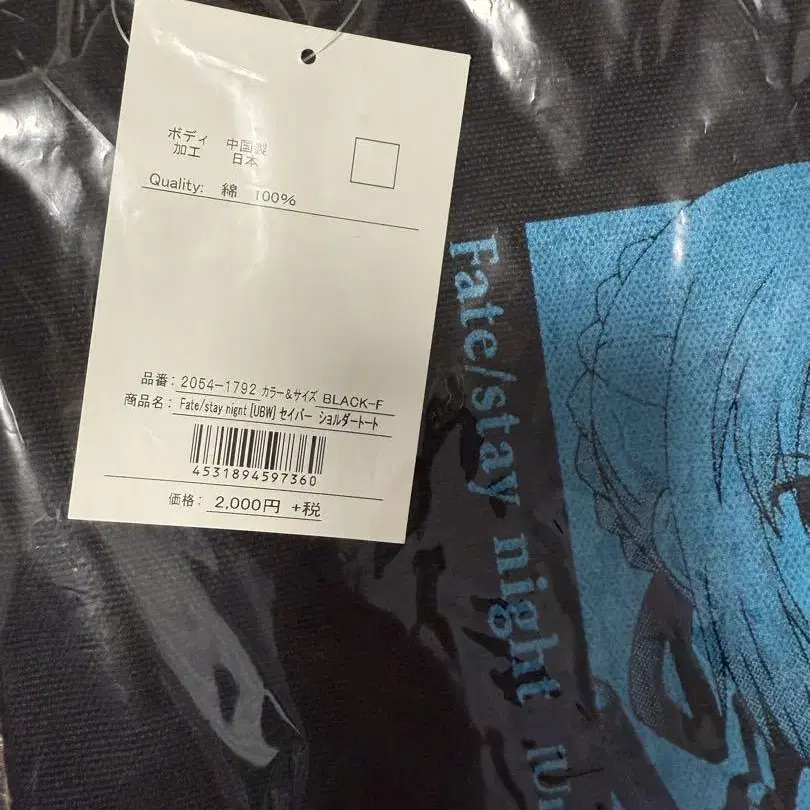 ボディ 中国製
加工 日本
Quality: 綿 100%
品番: 2054-1792 カラー&サイズ BLACK-F
商品名: Fate/stay nignt [UBW] セイバー ショルダートート
4531894597360
価格: 2,000円 +税
Fate/stay night